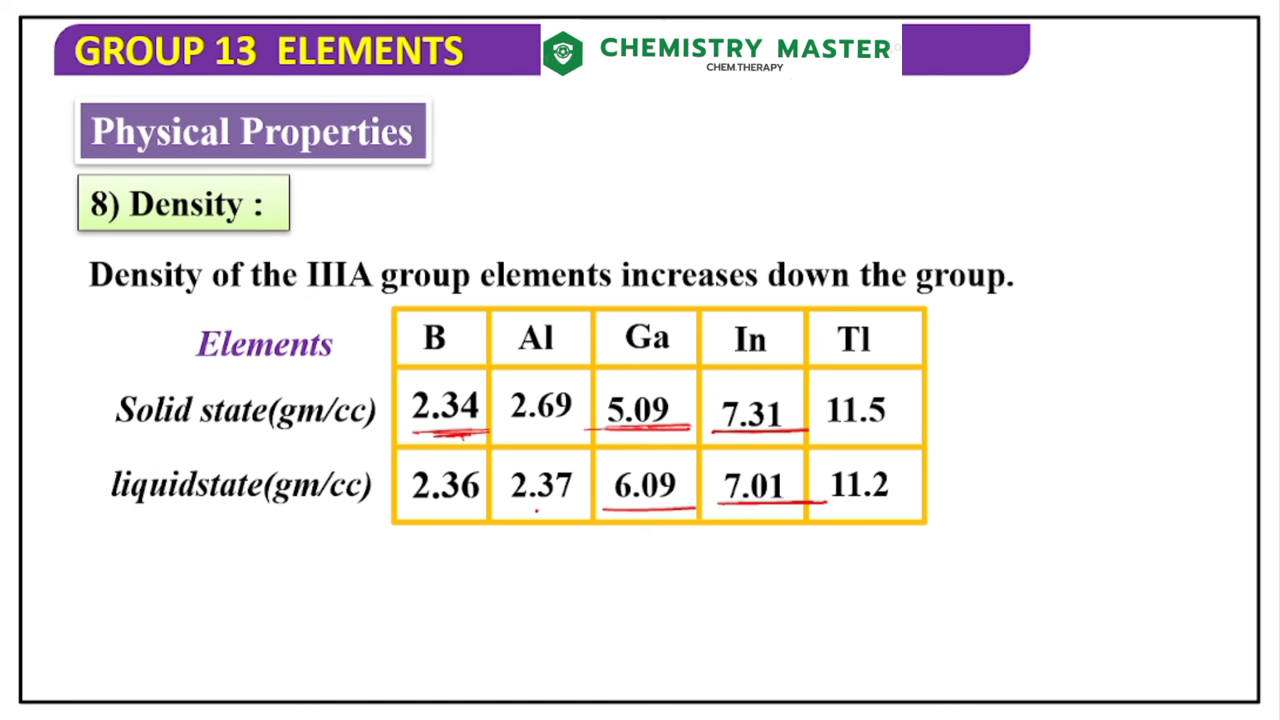 GROUP 13 ELEMENTS
CHEMISTRY MASTER
CHEM.THERAPY
Physical Properties
8) Density :
Density of the IIIA group elements increases down the group.
Elements B Al Ga In Tl
Solid state(gm/cc) 2.34 2.69 5.09 7.31 11.5
liquidstate(gm/cc) 2.36 2.37 6.09 7.01 11.2